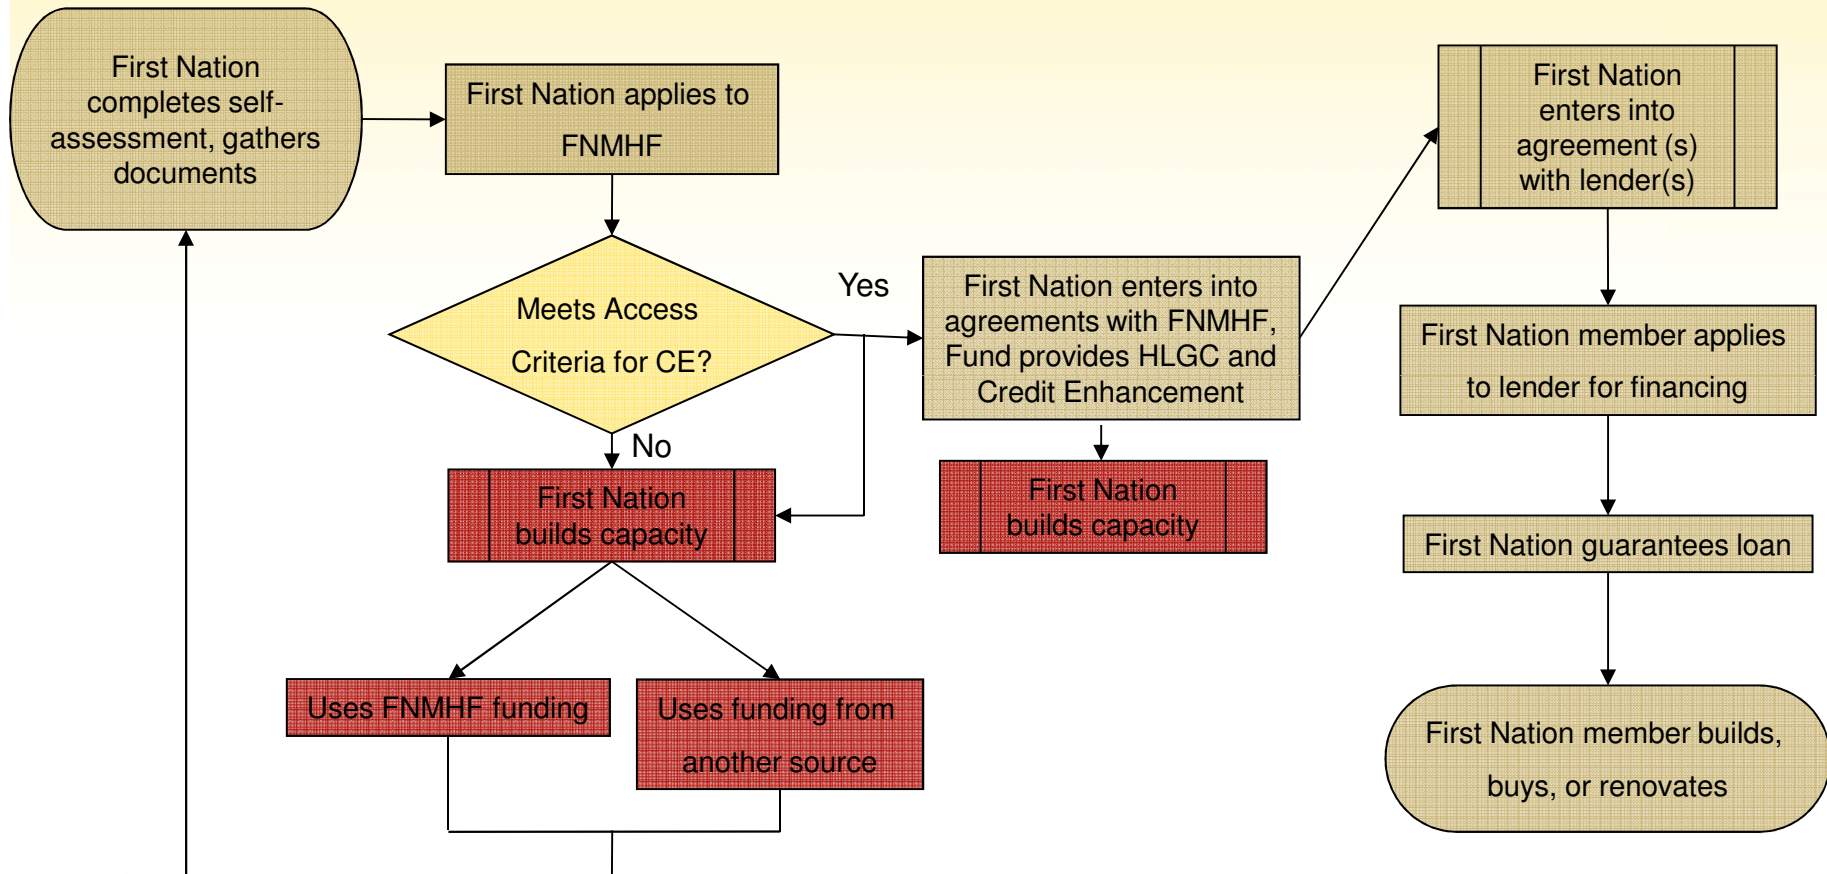 First Nation
completes self-
assessment, gathers
documents
First Nation applies to
FNMHF
Meets Access
Criteria for CE?
Yes
No
First Nation enters into
agreements with FNMHF,
Fund provides HLGC and
Credit Enhancement
First Nation
builds capacity
First Nation
builds capacity
Uses FNMHF funding
Uses funding from
another source
First Nation
enters into
agreement (s)
with lender(s)
First Nation member applies
to lender for financing
First Nation guarantees loan
First Nation member builds,
buys, or renovates